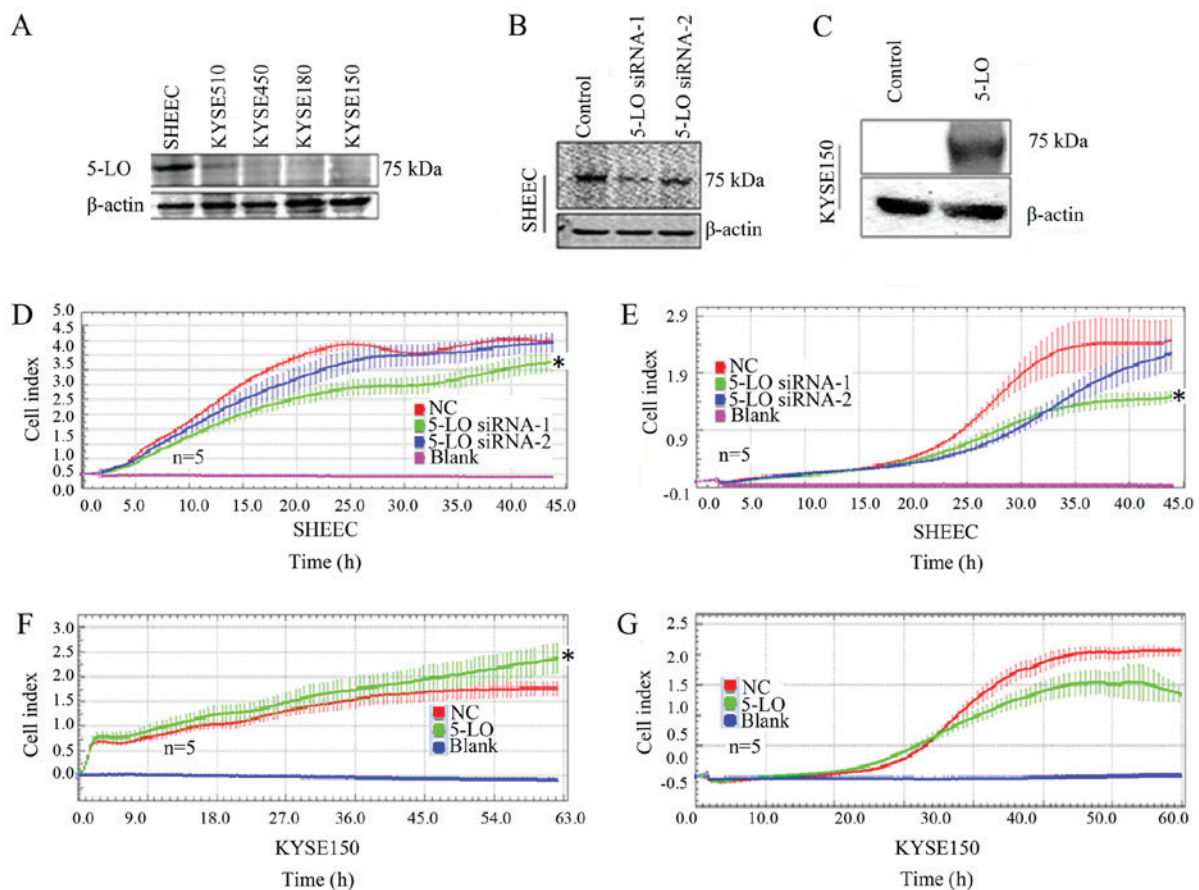 A
SHEEC
KYSE510
KYSE450
KYSE180
KYSE150
5-LO
75 kDa
β-actin
B
Control
5-LO siRNA-1
5-LO siRNA-2
SHEEC
75 kDa
β-actin
C
Control
5-LO
KYSE150
75 kDa
β-actin
D
Cell index
5.0
4.5
3.5
3.5
2.5
2.0
1.5
0.5
0.0
NC
5-LO siRNA-1
5-LO siRNA-2
Blank
n=5
*
0.0 5.0 10.0 15.0 20.0 25.0 30.0 35.0 40.0 45.0
SHEEC
Time (h)
E
Cell index
2.9
1.9
0.9
-0.1
NC
5-LO siRNA-1
5-LO siRNA-2
Blank
n=5
*
0.0 5.0 10.0 15.0 20.0 25.0 30.0 35.0 40.0 45.0
SHEEC
Time (h)
F
Cell index
3.0
2.5
2.0
1.5
1.0
0.5
0.0
NC
5-LO
Blank
n=5
*
0.0 9.0 18.0 27.0 36.0 45.0 54.0 63.0
KYSE150
Time (h)
G
Cell index
2.5
2.0
1.5
1.0
0.5
0.0
-0.5
NC
5-LO
Blank
n=5
0.0 10.0 20.0 30.0 40.0 50.0 60.0
KYSE150
Time (h)